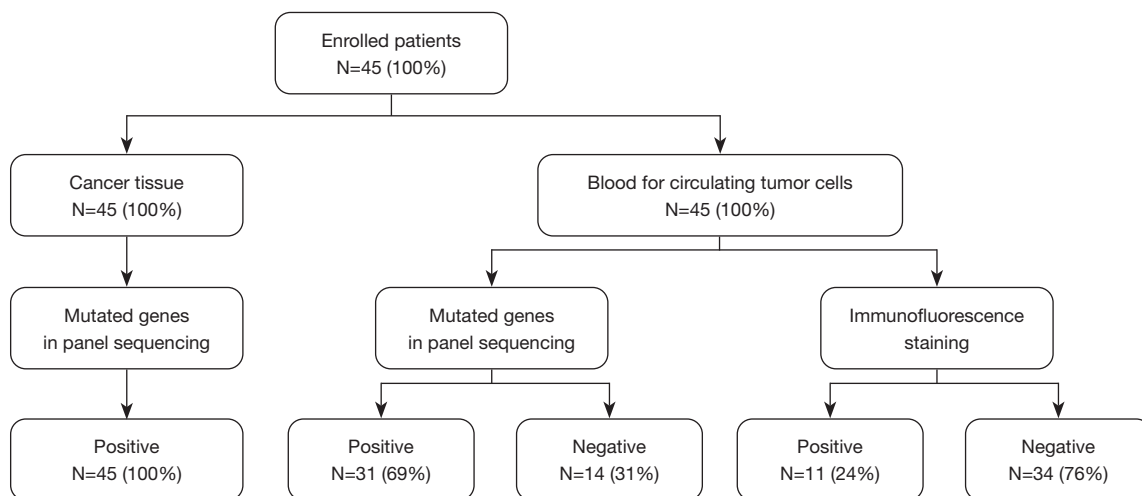 Enrolled patients
N=45 (100%)
Cancer tissue
N=45 (100%)
Blood for circulating tumor cells
N=45 (100%)
Mutated genes
in panel sequencing
Mutated genes
in panel sequencing
Immunofluorescence
staining
Positive
N=45 (100%)
Positive
N=31 (69%)
Negative
N=14 (31%)
Positive
N=11 (24%)
Negative
N=34 (76%)